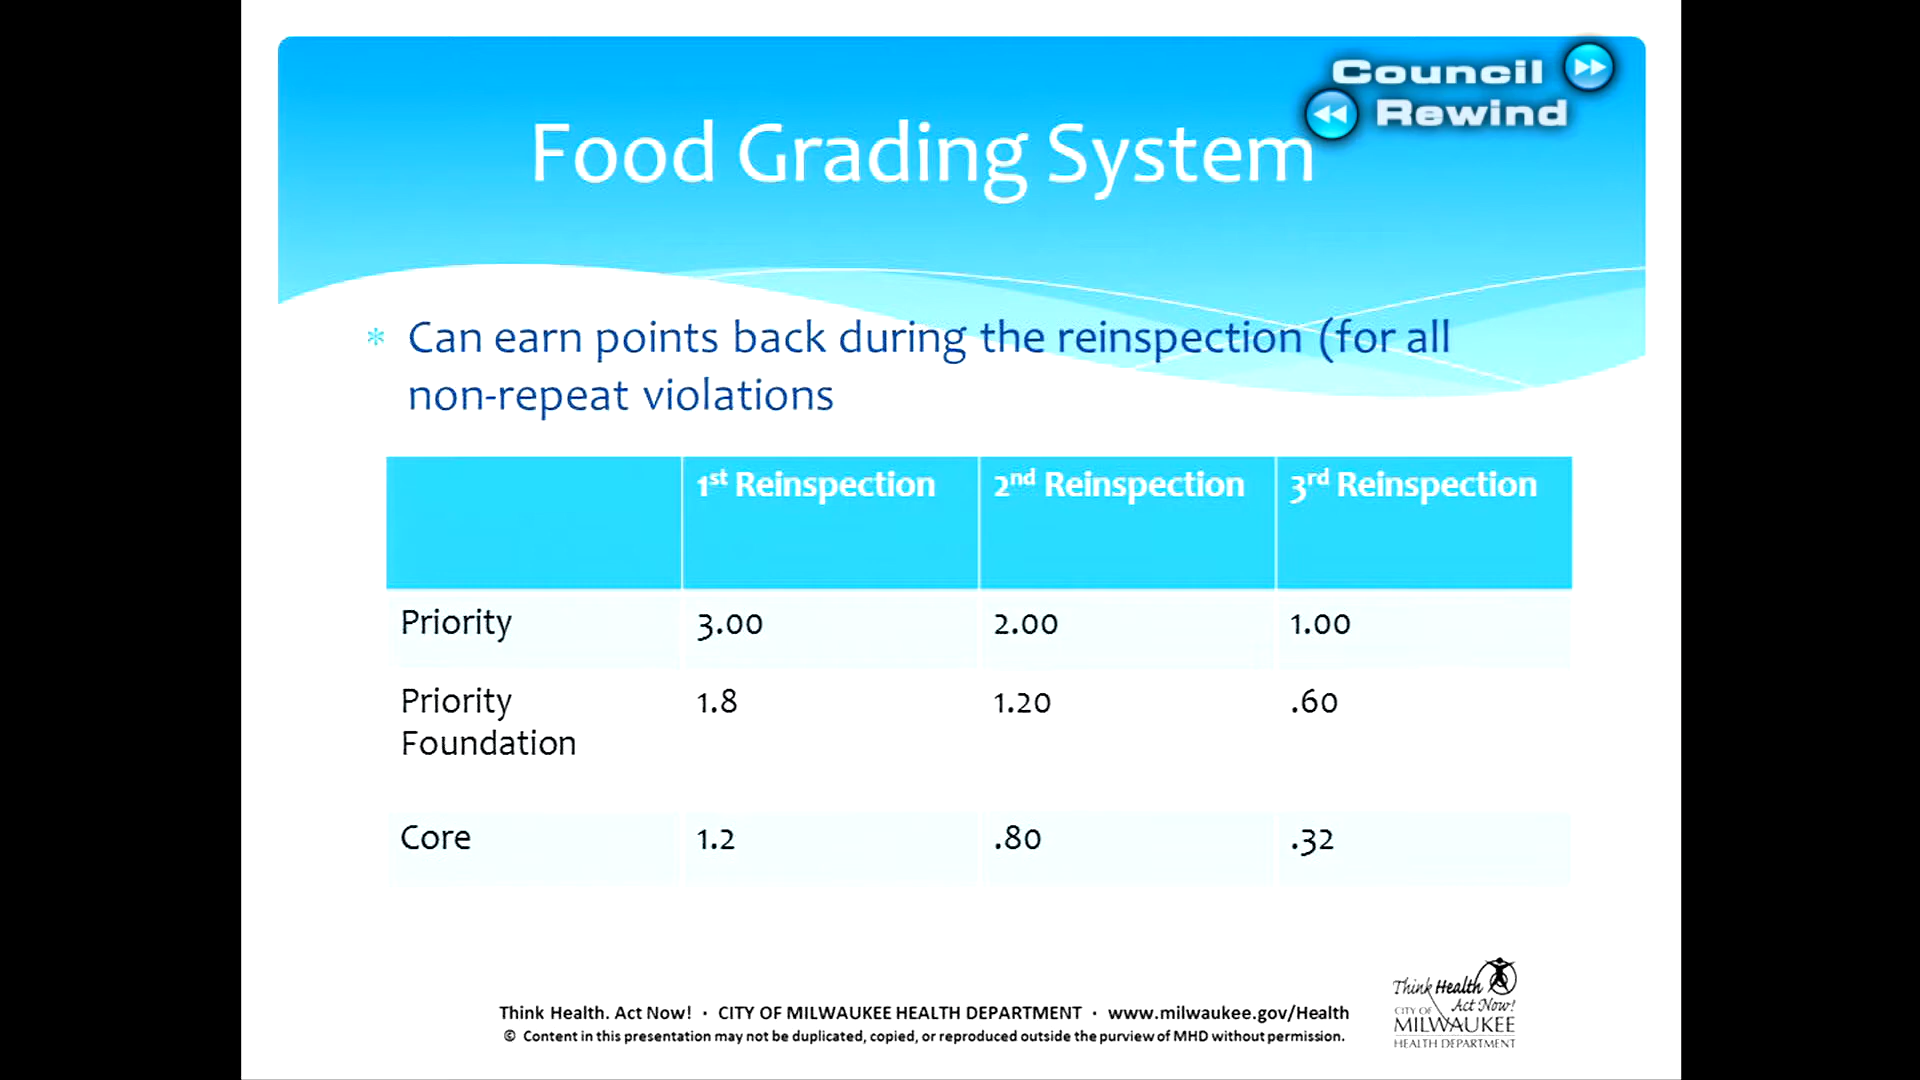 Council
Rewind
Food Grading System
* Can earn points back during the reinspection (for all
non-repeat violations
1st Reinspection 2nd Reinspection 3rd Reinspection
Priority 3.00 2.00 1.00
Priority
Foundation 1.8 1.20 .60
Core 1.2 .80 .32
Think Health. Act Now! · CITY OF MILWAUKEE HEALTH DEPARTMENT · www.milwaukee.gov/Health
© Content in this presentation may not be duplicated, copied, or reproduced outside the purview of MHD without permission.
Think Health
Act Now!
CITY OF
MILWAUKEE
HEALTH DEPARTMENT